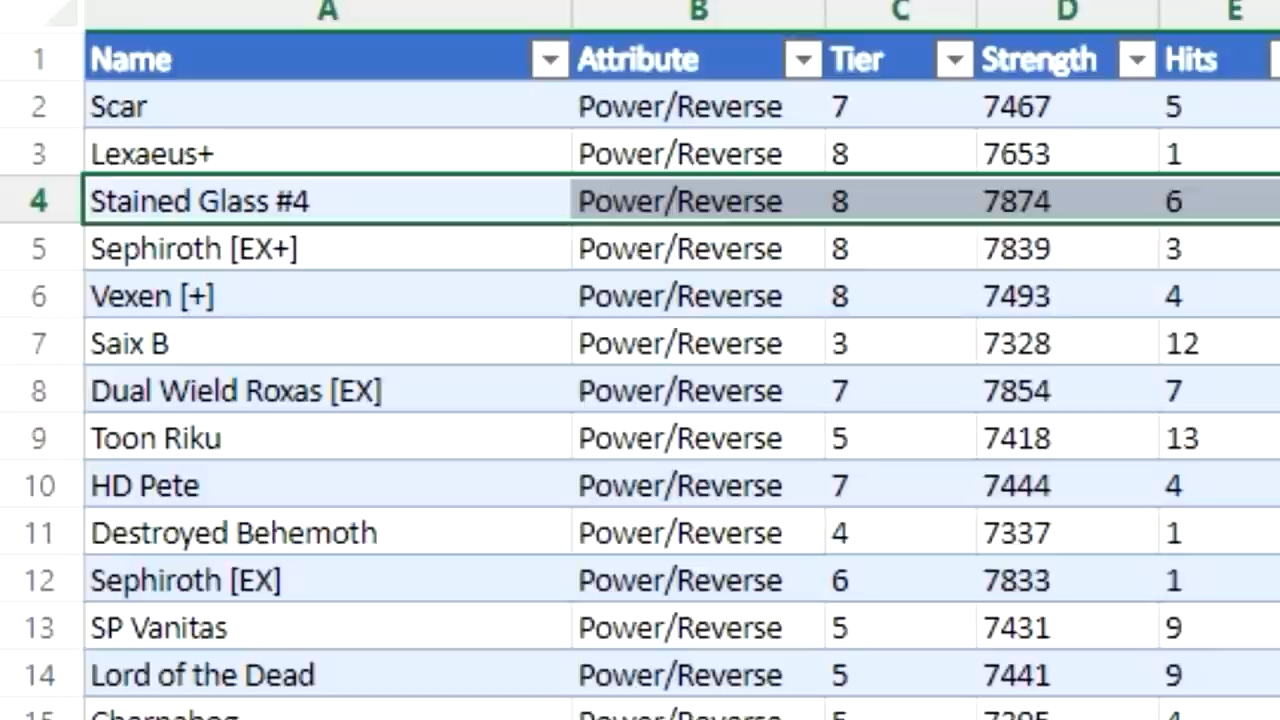 A B C D E
1 Name Attribute Tier Strength Hits
2 Scar Power/Reverse 7 7467 5
3 Lexaeus+ Power/Reverse 8 7653 1
4 Stained Glass #4 Power/Reverse 8 7874 6
5 Sephiroth [EX+] Power/Reverse 8 7839 3
6 Vexen [+] Power/Reverse 8 7493 4
7 Saix B Power/Reverse 3 7328 12
8 Dual Wield Roxas [EX] Power/Reverse 7 7854 7
9 Toon Riku Power/Reverse 5 7418 13
10 HD Pete Power/Reverse 7 7444 4
11 Destroyed Behemoth Power/Reverse 4 7337 1
12 Sephiroth [EX] Power/Reverse 6 7833 1
13 SP Vanitas Power/Reverse 5 7431 9
14 Lord of the Dead Power/Reverse 5 7441 9
15 Chernabog Power/Reverse 5